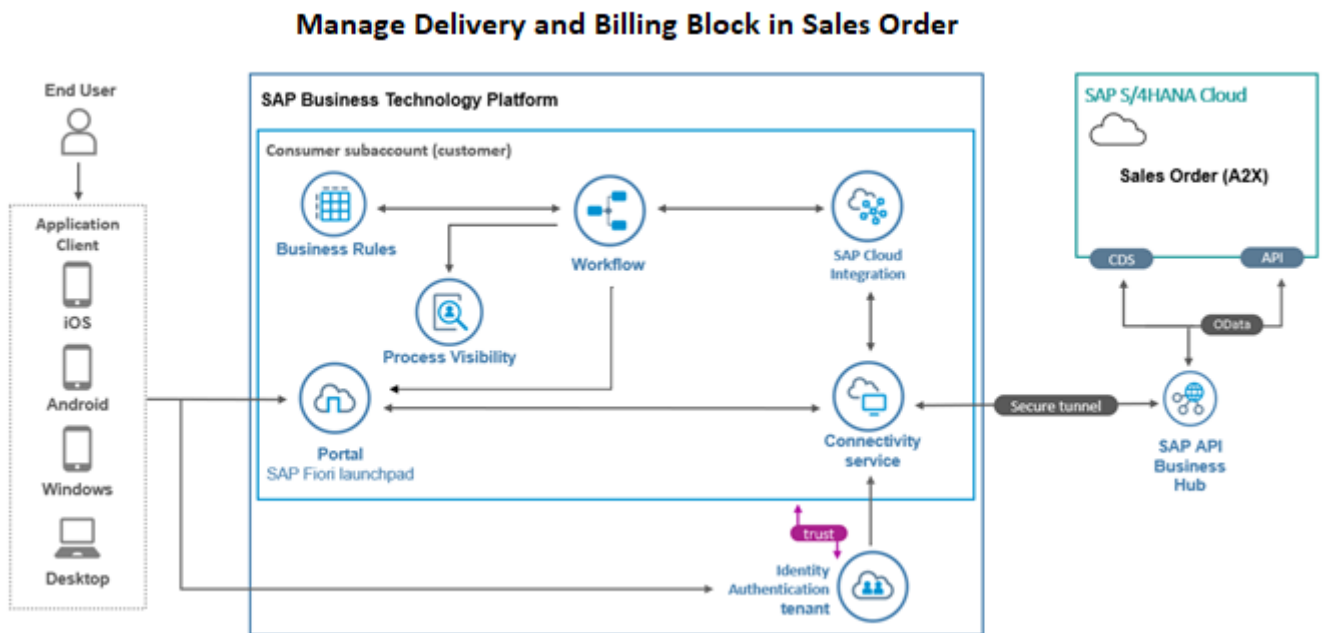 Manage Delivery and Billing Block in Sales Order
End User
Application
Client
iOS
Android
Windows
Desktop
SAP Business Technology Platform
Consumer subaccount (customer)
Business Rules
Workflow
SAP Cloud
Integration
Process Visibility
Portal
SAP Fiori launchpad
Connectivity
service
trust
Identity
Authentication
tenant
Secure tunnel
SAP S/4HANA Cloud
Sales Order (A2X)
CDS
API
OData
SAP API
Business
Hub